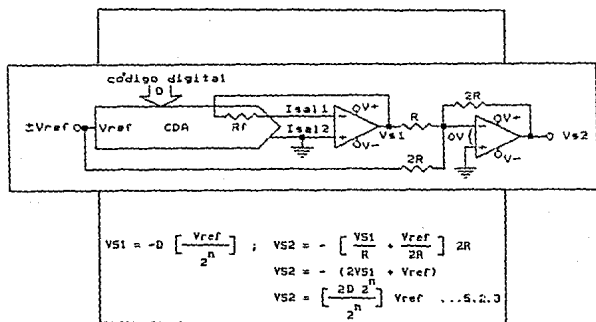 código digital
D
±Vref
Vref
CDA
Rf
Isal1
Isal2
-
+
V+
V-
Vs1
R
2R
2R
0V
-
+
V+
V-
Vs2
VS1 = -D [ Vref / 2^n ] ; VS2 = - [ VS1 / R + Vref / 2R ] 2R
VS2 = - (2VS1 + Vref)
VS2 = [ 2D 2^n / 2^n ] Vref ...5.2.3